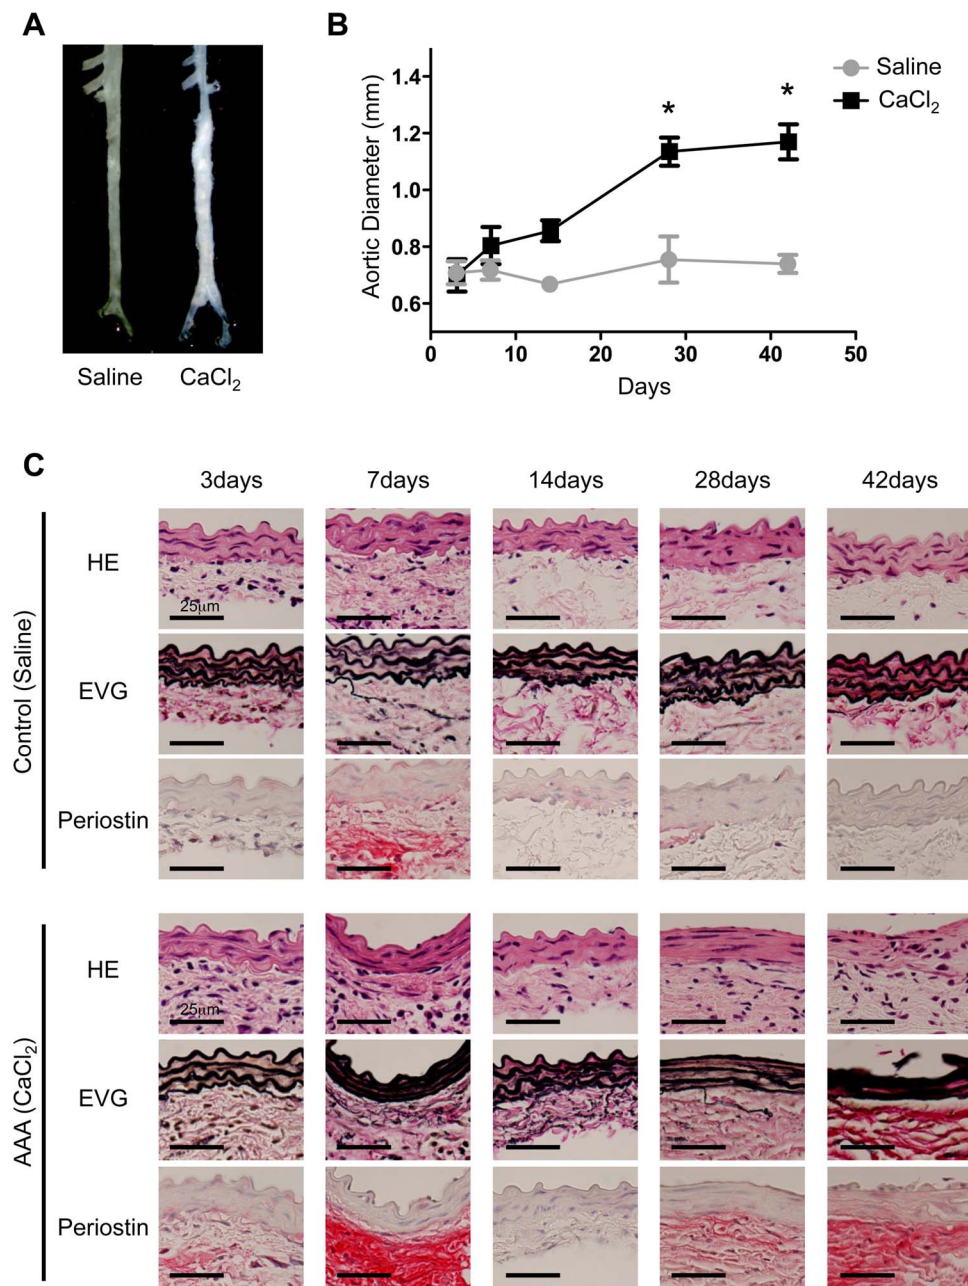 A
Saline CaCl₂
B
Aortic Diameter (mm)
1.4
1.2
1.0
0.8
0.6
0 10 20 30 40 50
Days
* *
Saline
CaCl₂
C
3days 7days 14days 28days 42days
Control (Saline)
HE
25μm
EVG
Periostin
AAA (CaCl₂)
HE
25μm
EVG
Periostin